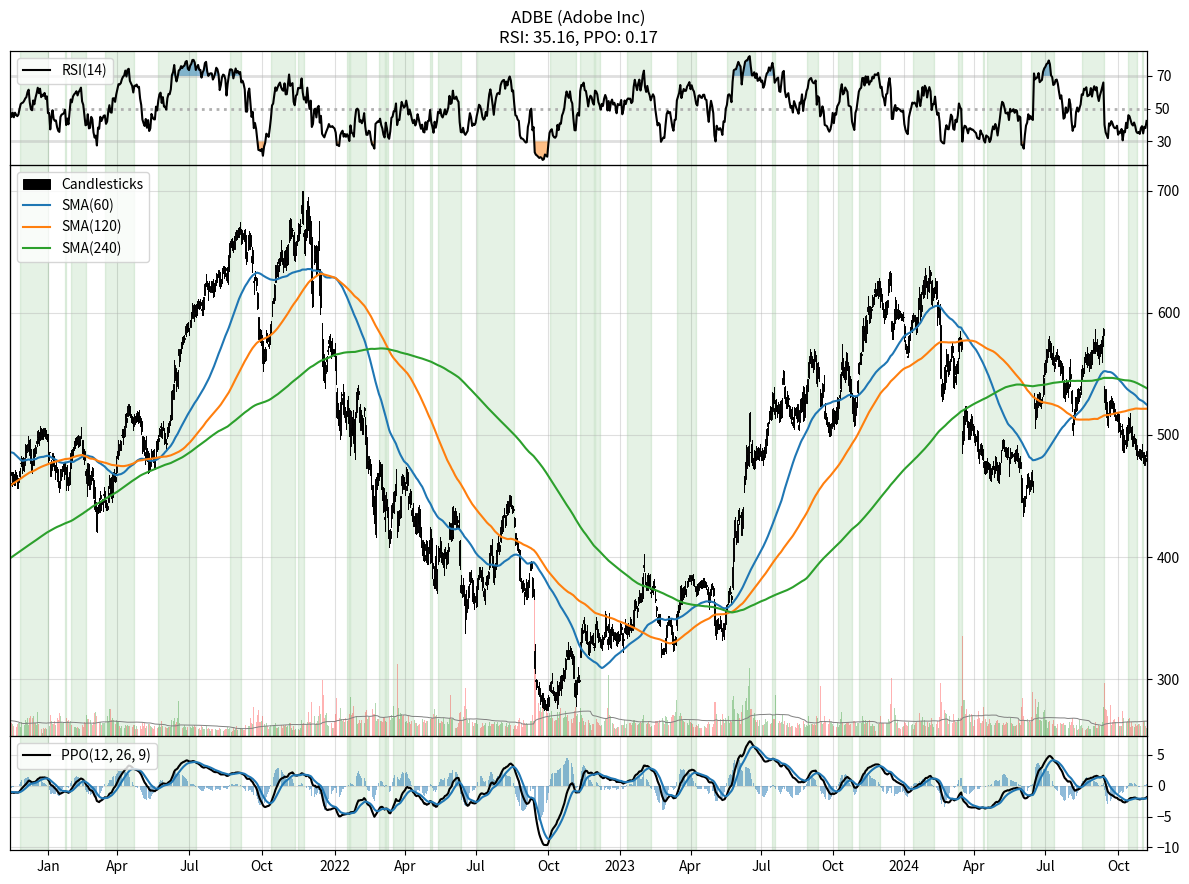 ADBE (Adobe Inc)
RSI: 35.16, PPO: 0.17
RSI(14)
70
50
30
Candlesticks
SMA(60)
SMA(120)
SMA(240)
700
600
500
400
300
PPO(12, 26, 9)
5
0
−5
−10
Jan Apr Jul Oct 2022 Apr Jul Oct 2023 Apr Jul Oct 2024 Apr Jul Oct